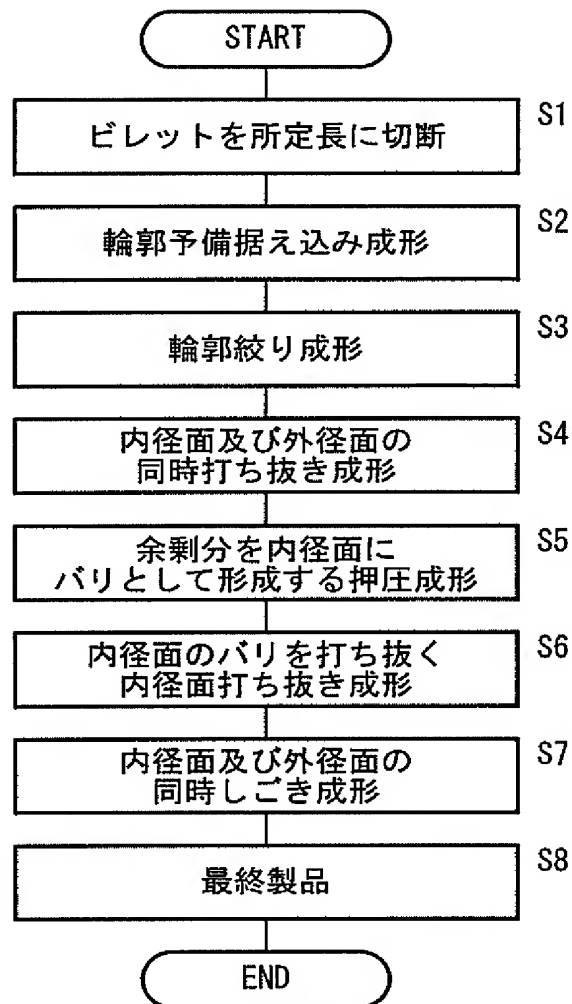 START
S1
ビレットを所定長に切断
S2
輪郭予備据え込み成形
S3
輪郭絞り成形
S4
内径面及び外径面の
同時打ち抜き成形
S5
余剰分を内径面に
バリとして形成する押圧成形
S6
内径面のバリを打ち抜く
内径面打ち抜き成形
S7
内径面及び外径面の
同時しごき成形
S8
最終製品
END